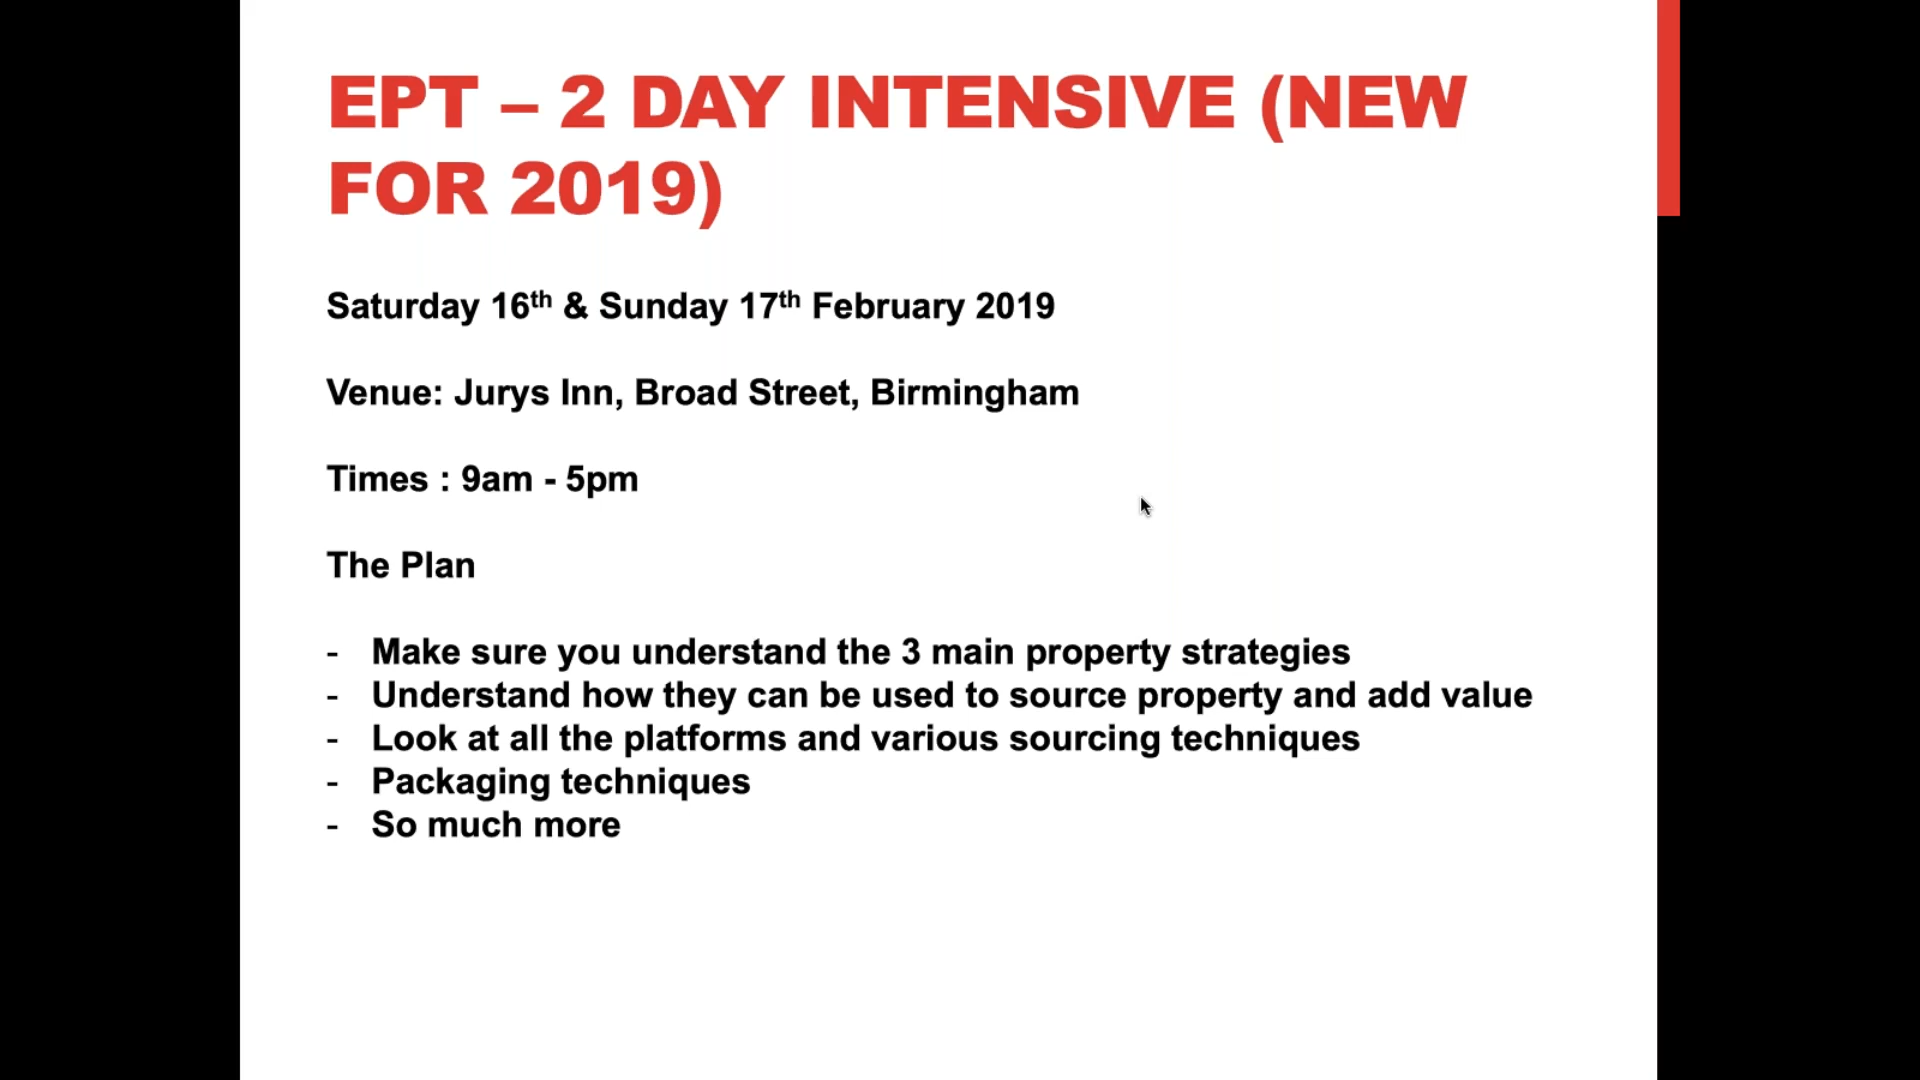 EPT – 2 DAY INTENSIVE (NEW
FOR 2019)
Saturday 16th & Sunday 17th February 2019
Venue: Jurys Inn, Broad Street, Birmingham
Times : 9am - 5pm
The Plan
- Make sure you understand the 3 main property strategies
- Understand how they can be used to source property and add value
- Look at all the platforms and various sourcing techniques
- Packaging techniques
- So much more